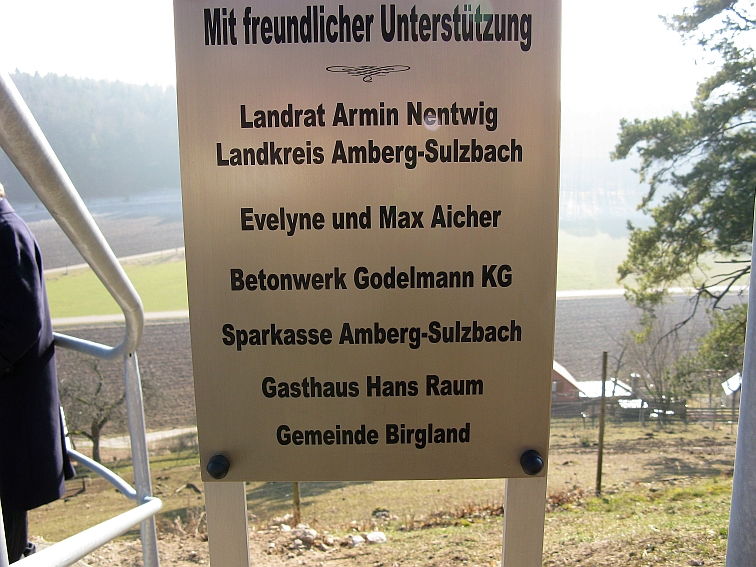 Mit freundlicher Unterstützung
Landrat Armin Nentwig
Landkreis Amberg-Sulzbach
Evelyne und Max Aicher
Betonwerk Godelmann KG
Sparkasse Amberg-Sulzbach
Gasthaus Hans Raum
Gemeinde Birgland